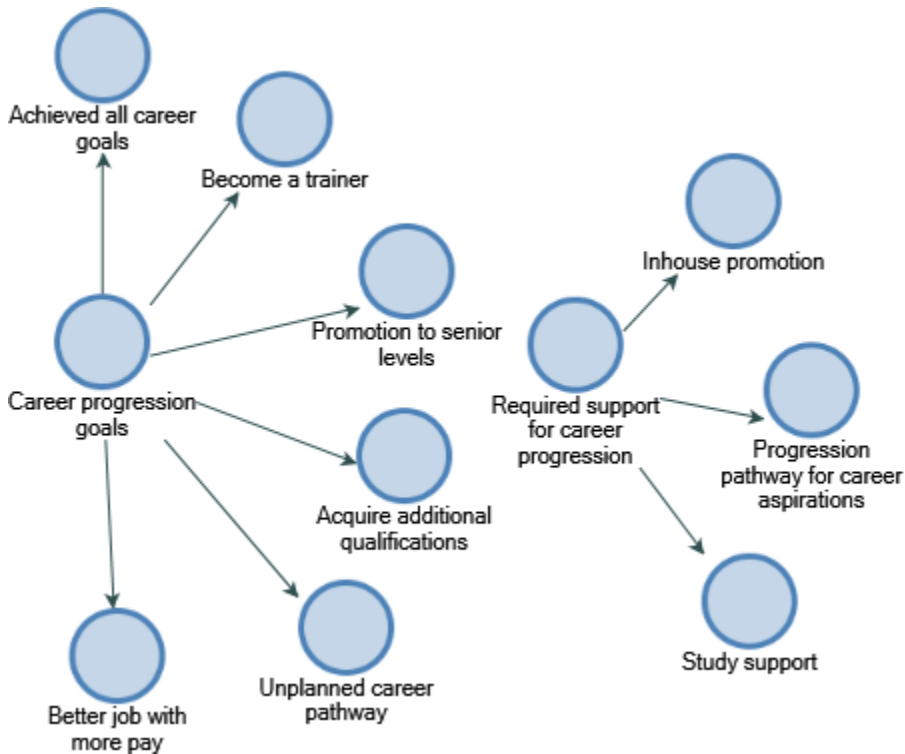 Achieved all career
goals
Become a trainer
Inhouse promotion
Promotion to senior
levels
Career progression
goals
Required support
for career
progression
Progression
pathway for career
aspirations
Acquire additional
qualifications
Study support
Unplanned career
pathway
Better job with
more pay